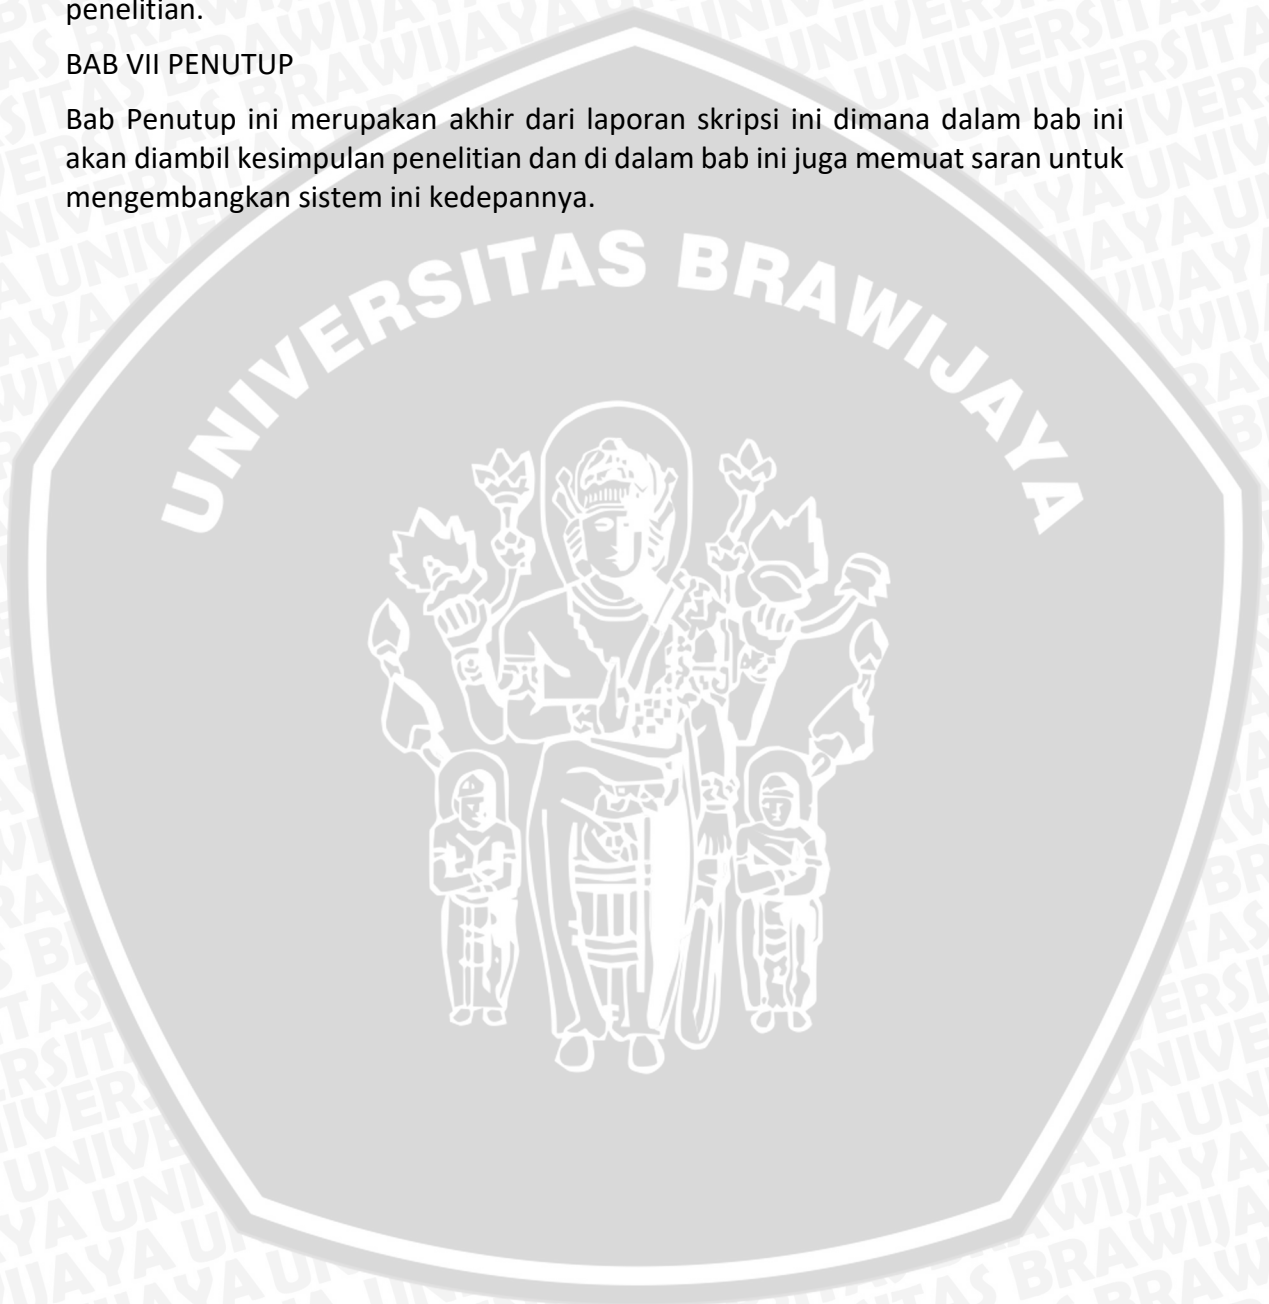 penelitian.
BAB VII PENUTUP
Bab Penutup ini merupakan akhir dari laporan skripsi ini dimana dalam bab ini
akan diambil kesimpulan penelitian dan di dalam bab ini juga memuat saran untuk
mengembangkan sistem ini kedepannya.
UNIVERSITAS BRAWIJAYA